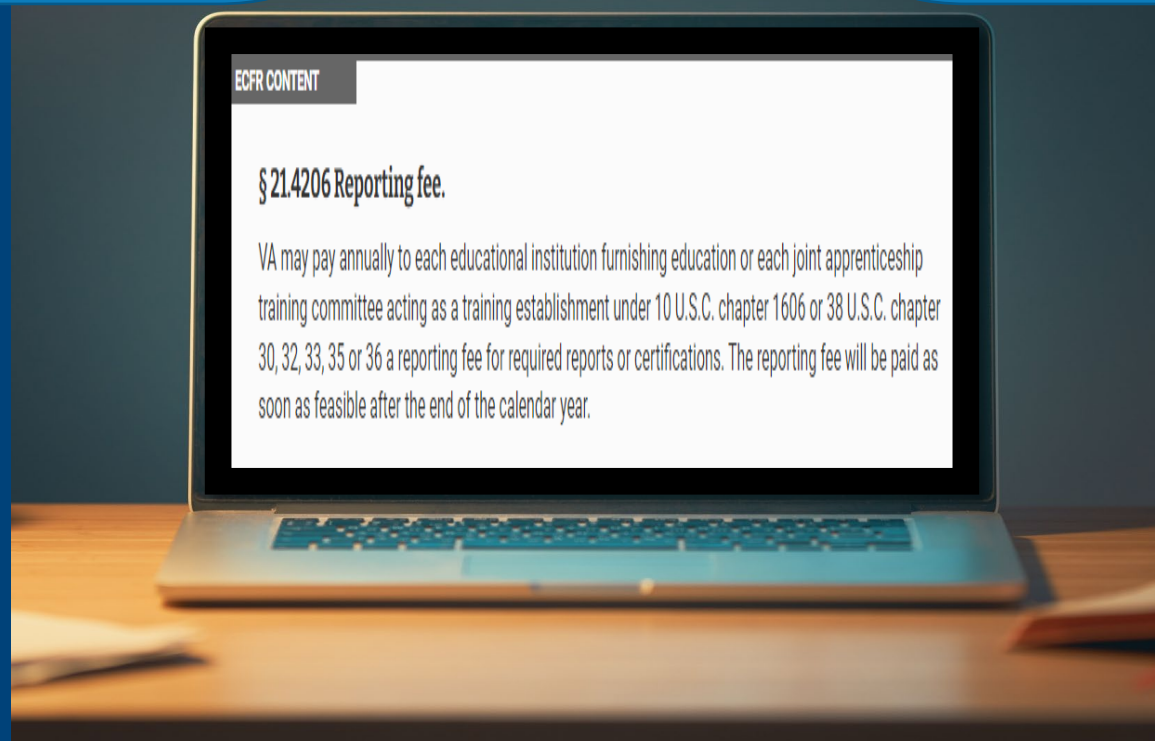 ECFR CONTENT
§ 21.4206 Reporting fee.
VA may pay annually to each educational institution furnishing education or each joint apprenticeship
training committee acting as a training establishment under 10 U.S.C. chapter 1606 or 38 U.S.C. chapter
30, 32, 33, 35 or 36 a reporting fee for required reports or certifications. The reporting fee will be paid as
soon as feasible after the end of the calendar year.